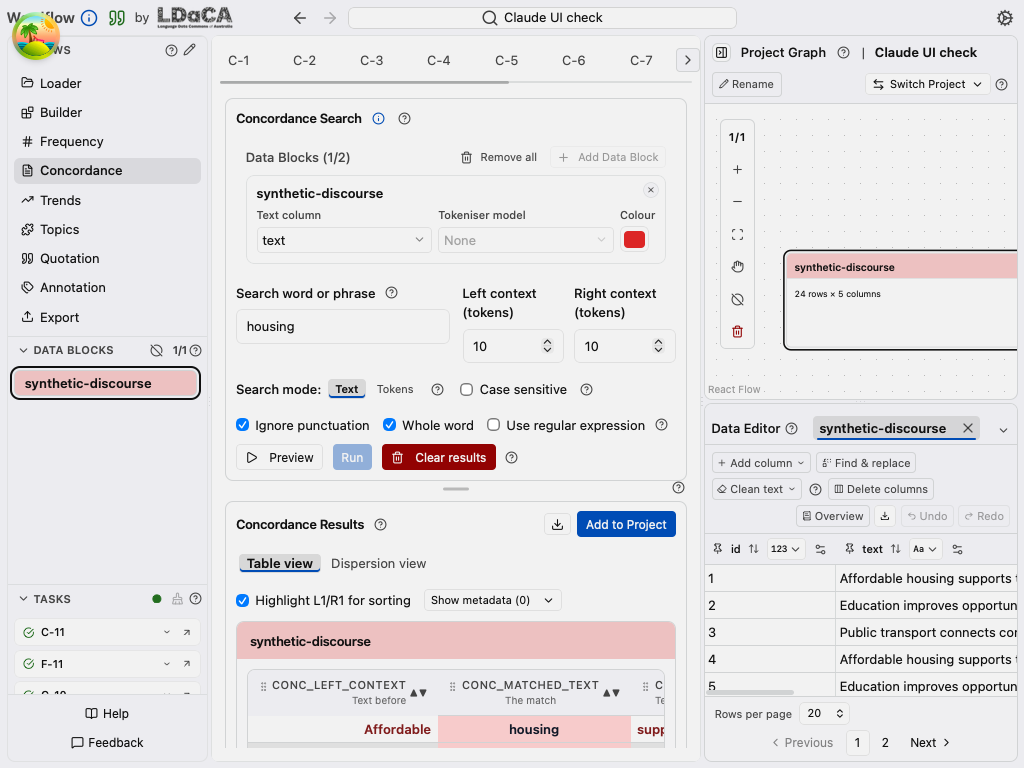 by LDaCA
Language Data Commons of Australia
Claude UI check
Loader
Builder
Frequency
Concordance
Trends
Topics
Quotation
Annotation
Export
DATA BLOCKS 1/1
synthetic-discourse
TASKS
C-11
F-11
Help
Feedback
C-1 C-2 C-3 C-4 C-5 C-6 C-7
Concordance Search
Data Blocks (1/2) Remove all + Add Data Block
synthetic-discourse
Text column Tokeniser model Colour
text None
Search word or phrase Left context (tokens) Right context (tokens)
housing 10 10
Search mode: Text Tokens Case sensitive
Ignore punctuation Whole word Use regular expression
Preview Run Clear results
Concordance Results Add to Project
Table view Dispersion view
Highlight L1/R1 for sorting Show metadata (0)
synthetic-discourse
CONC_LEFT_CONTEXT CONC_MATCHED_TEXT C
Text before The match Te
Affordable housing supp
Project Graph | Claude UI check
Rename Switch Project
1/1
synthetic-discourse
24 rows × 5 columns
React Flow
Data Editor synthetic-discourse
+ Add column Find & replace
Clean text Delete columns
Overview Undo Redo
id 123 text Aa
1 Affordable housing supports t
2 Education improves opportun
3 Public transport connects cor
4 Affordable housing supports t
5 Education improves opportun
Rows per page 20
Previous 1 2 Next